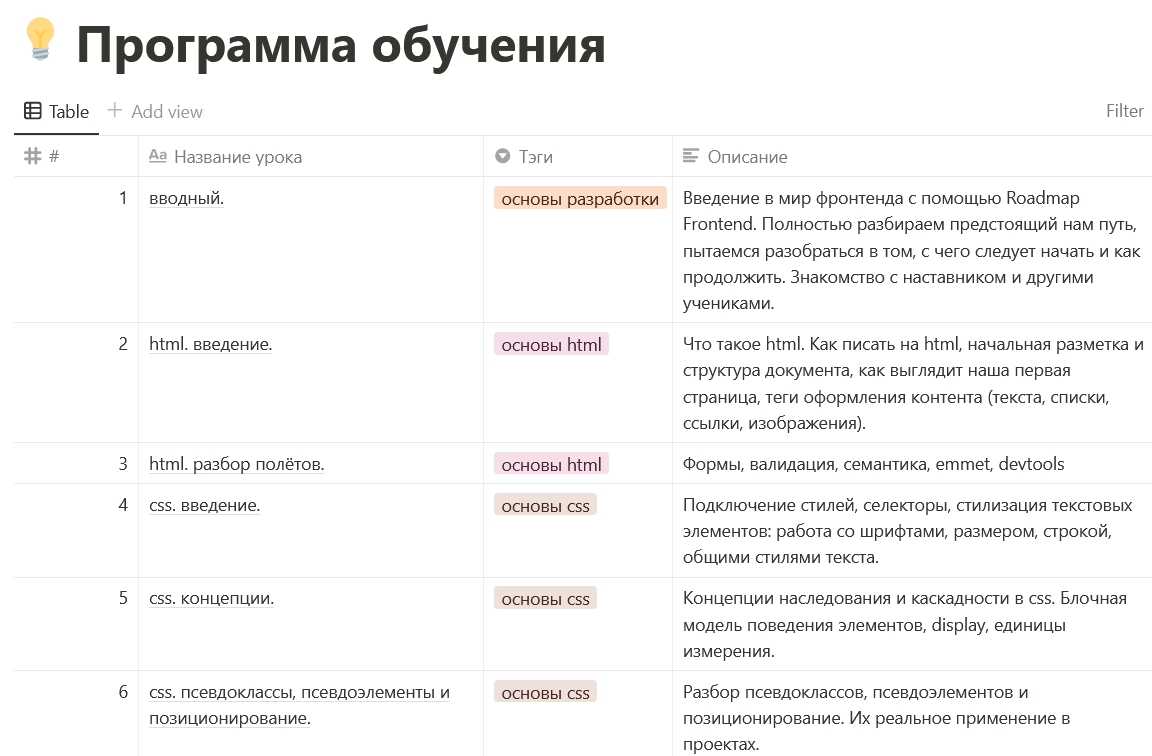 Программа обучения
Table Add view Filter
# Aa Название урока Тэги Описание
1 вводный. основы разработки Введение в мир фронтенда с помощью Roadmap
Frontend. Полностью разбираем предстоящий нам путь,
пытаемся разобраться в том, с чего следует начать и как
продолжить. Знакомство с наставником и другими
учениками.
2 html. введение. основы html Что такое html. Как писать на html, начальная разметка и
структура документа, как выглядит наша первая
страница, теги оформления контента (текста, списки,
ссылки, изображения).
3 html. разбор полётов. основы html Формы, валидация, семантика, emmet, devtools
4 css. введение. основы css Подключение стилей, селекторы, стилизация текстовых
элементов: работа со шрифтами, размером, строкой,
общими стилями текста.
5 css. концепции. основы css Концепции наследования и каскадности в css. Блочная
модель поведения элементов, display, единицы
измерения.
6 css. псевдоклассы, псевдоэлементы и основы css Разбор псевдоклассов, псевдоэлементов и
позиционирование. позиционирование. Их реальное применение в
проектах.